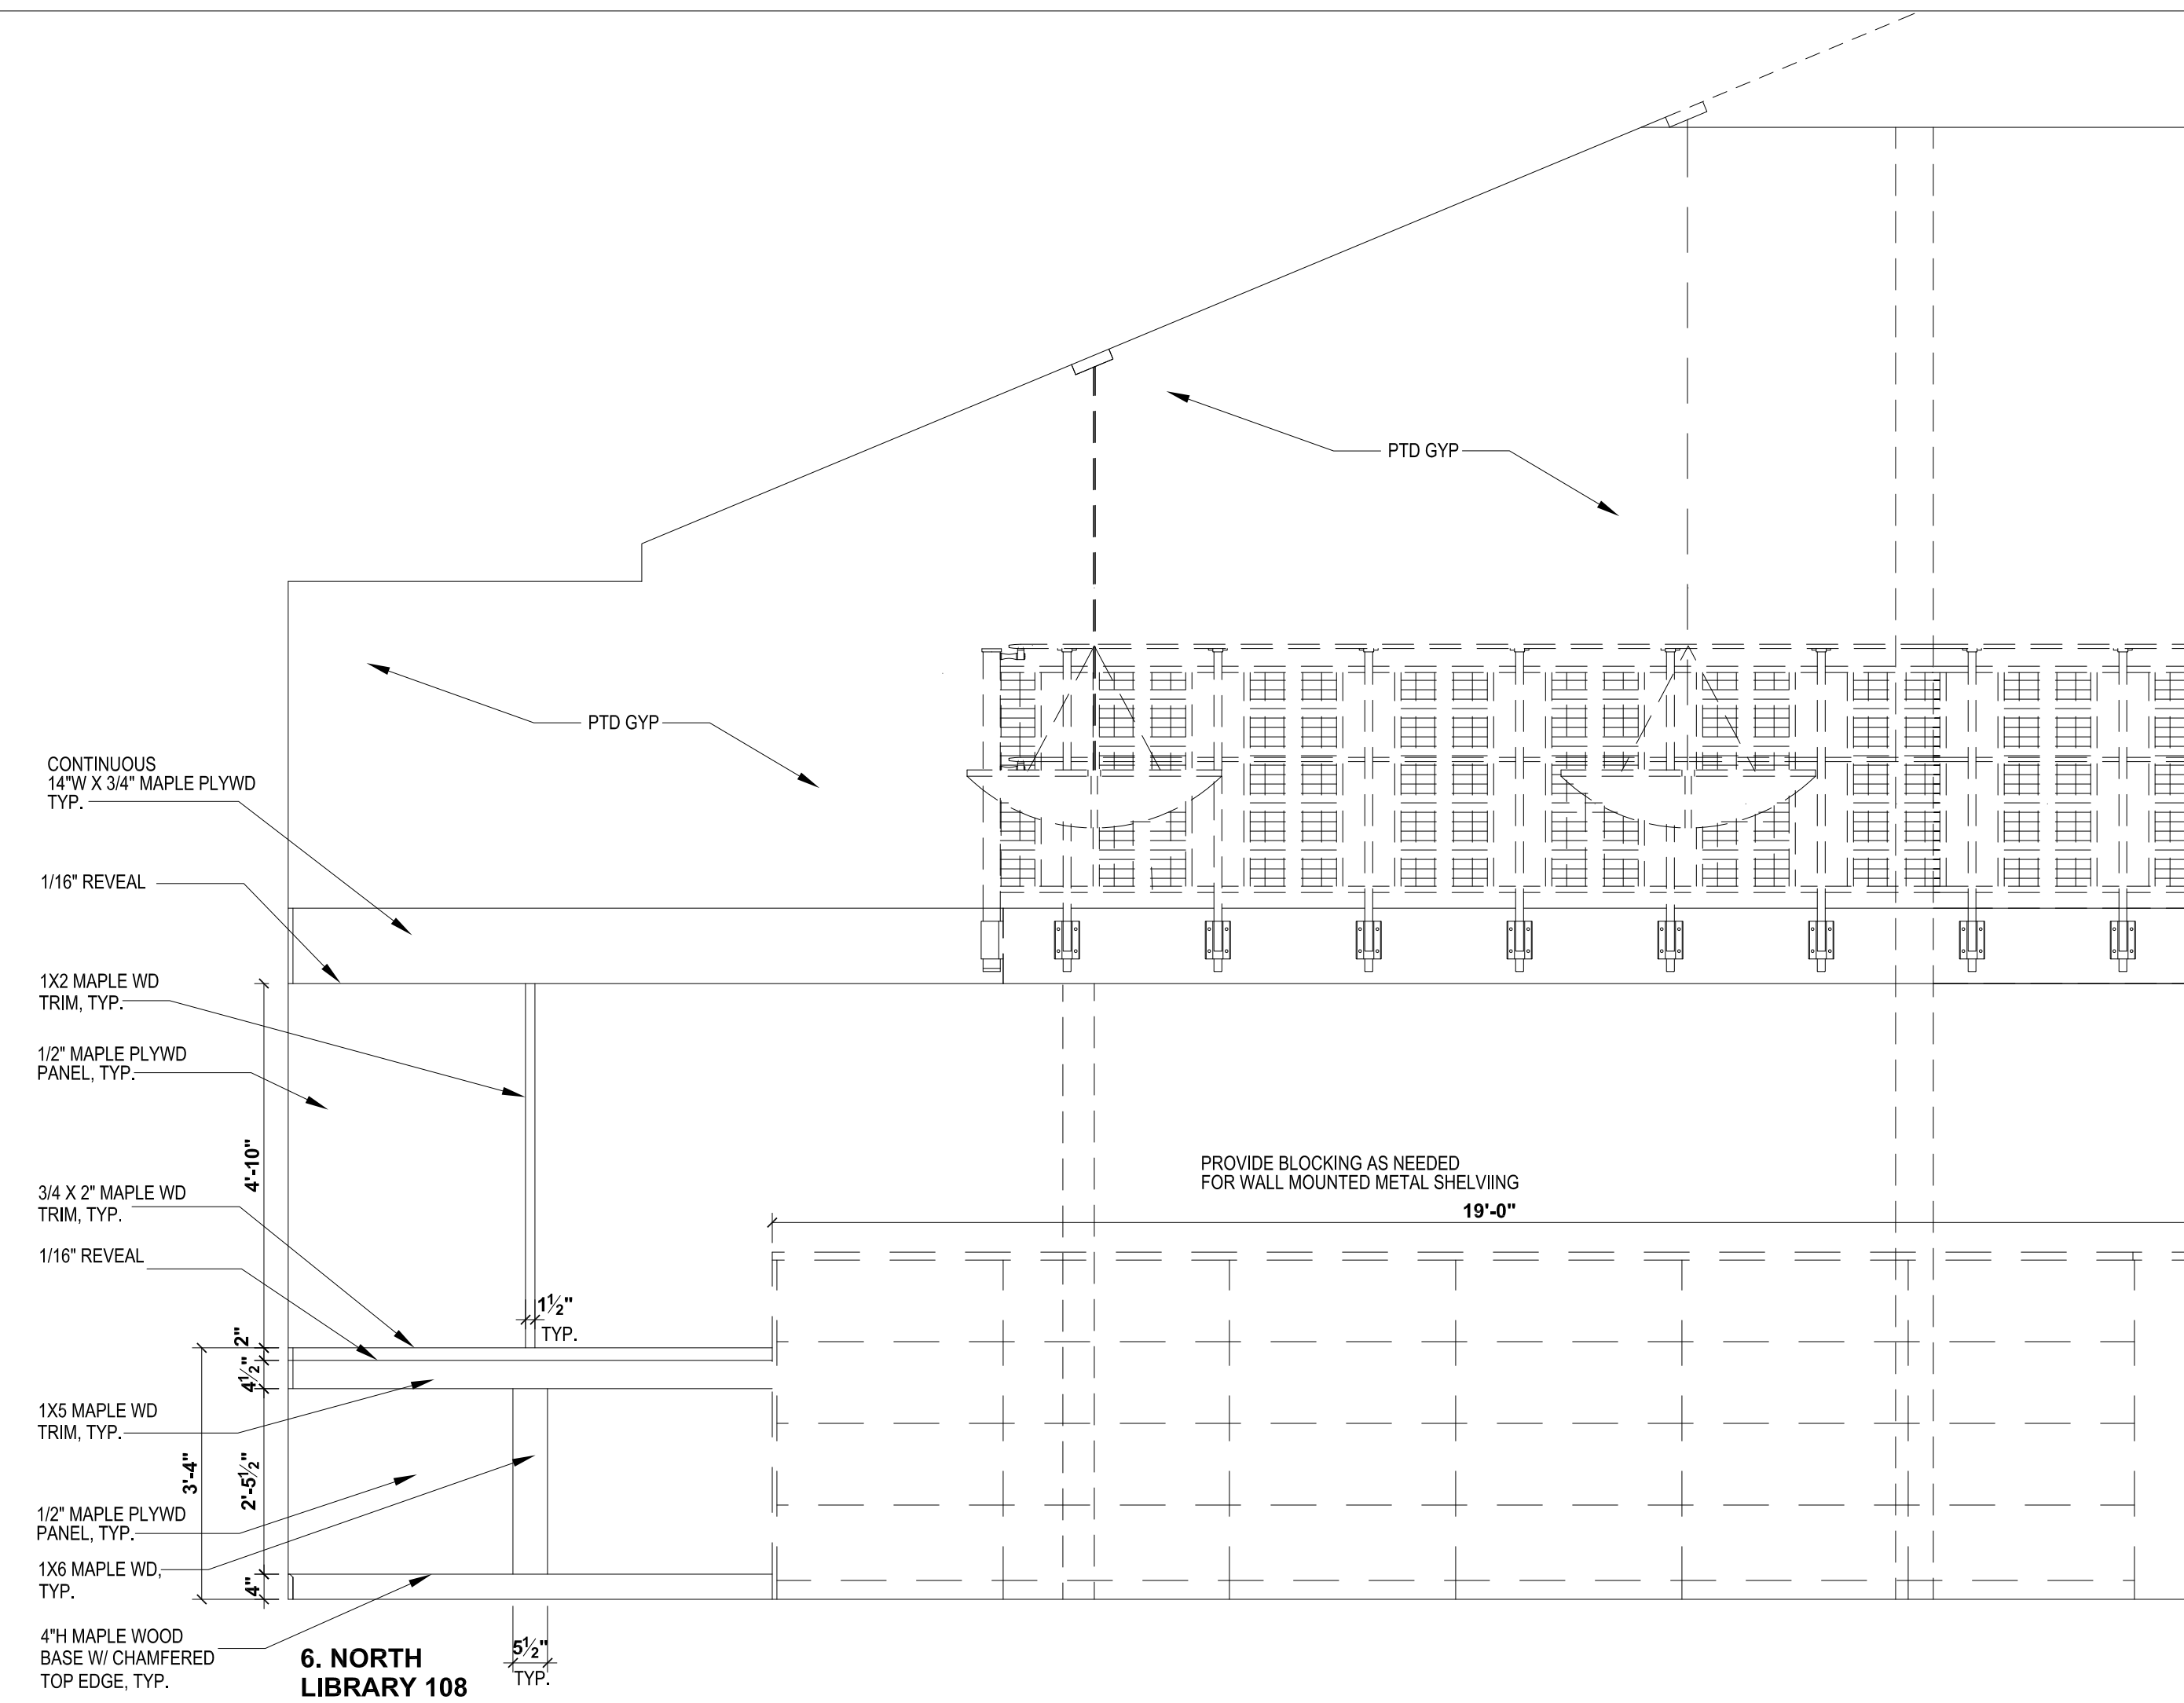 PTD GYP
PTD GYP
CONTINUOUS
14"W X 3/4" MAPLE PLYWD
TYP.
1/16" REVEAL
1X2 MAPLE WD
TRIM, TYP.
1/2" MAPLE PLYWD
PANEL, TYP.
4'-10"
PROVIDE BLOCKING AS NEEDED
FOR WALL MOUNTED METAL SHELVIING
19'-0"
3/4 X 2" MAPLE WD
TRIM, TYP.
1/16" REVEAL
1½"
TYP.
2"
4½"
1X5 MAPLE WD
TRIM, TYP.
3'-4"
2'-5½"
1/2" MAPLE PLYWD
PANEL, TYP.
1X6 MAPLE WD,
TYP.
4"
4"H MAPLE WOOD
BASE W/ CHAMFERED
TOP EDGE, TYP.
6. NORTH
LIBRARY 108
5½"
TYP.